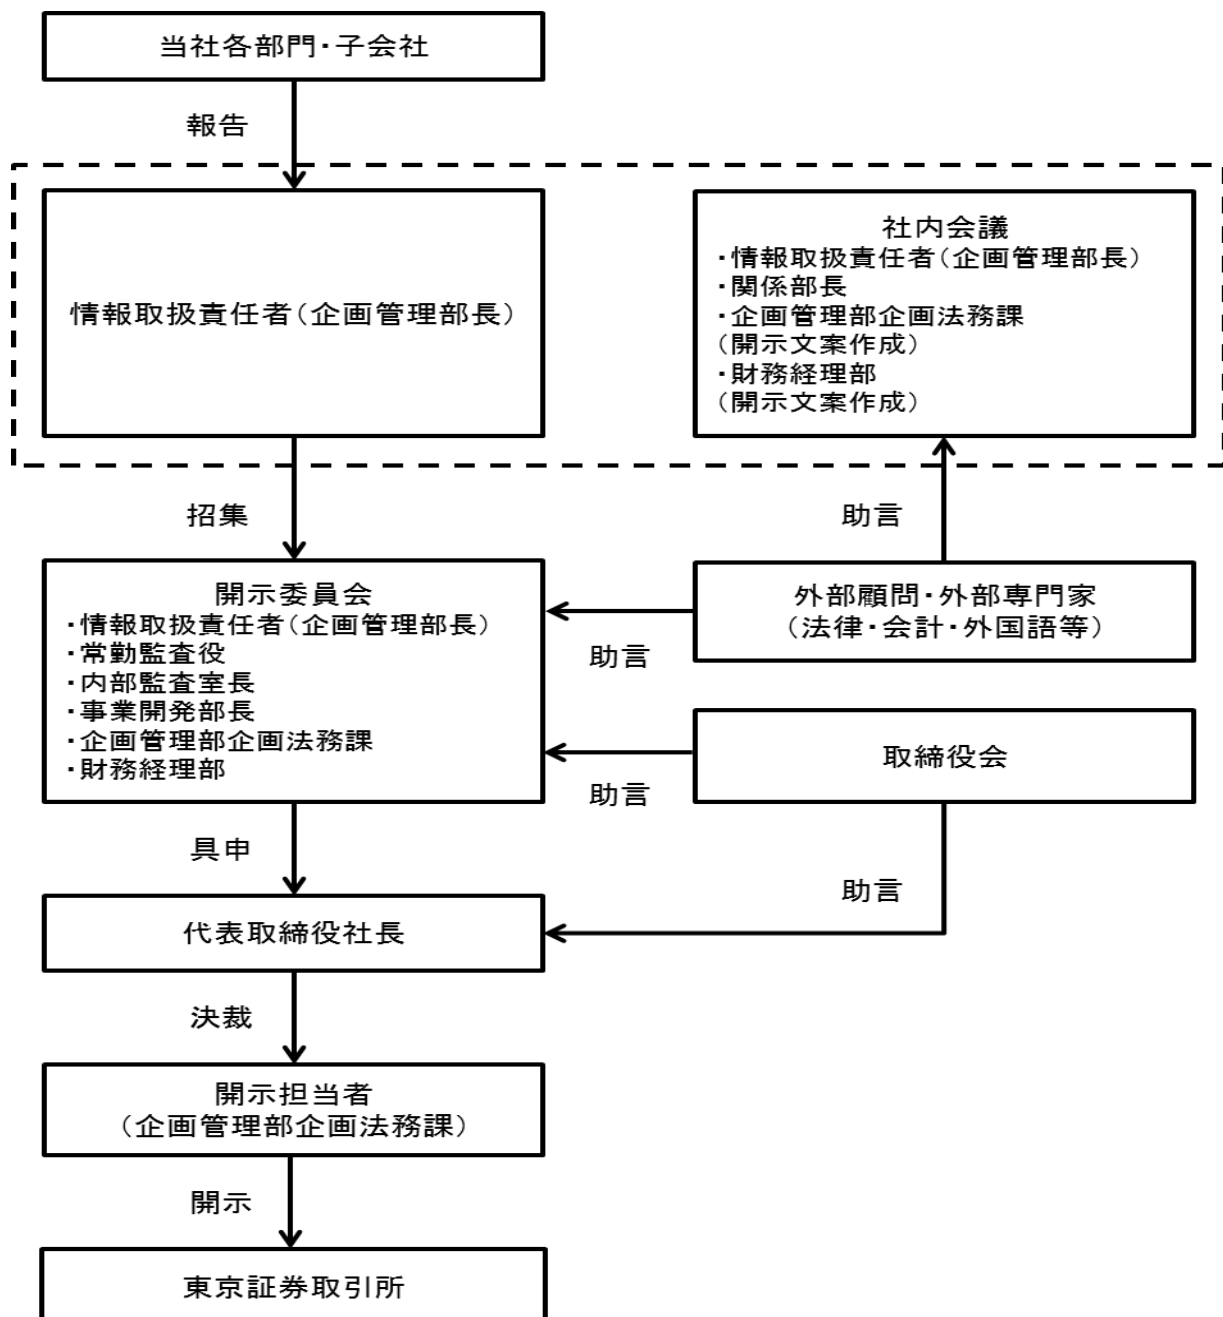 当社各部門・子会社
報告
情報取扱責任者(企画管理部長)
社内会議
・情報取扱責任者(企画管理部長)
・関係部長
・企画管理部企画法務課
(開示文案作成)
・財務経理部
(開示文案作成)
招集
助言
開示委員会
・情報取扱責任者(企画管理部長)
・常勤監査役
・内部監査室長
・事業開発部長
・企画管理部企画法務課
・財務経理部
外部顧問・外部専門家
(法律・会計・外国語等)
助言
取締役会
助言
具申
助言
代表取締役社長
決裁
開示担当者
(企画管理部企画法務課)
開示
東京証券取引所